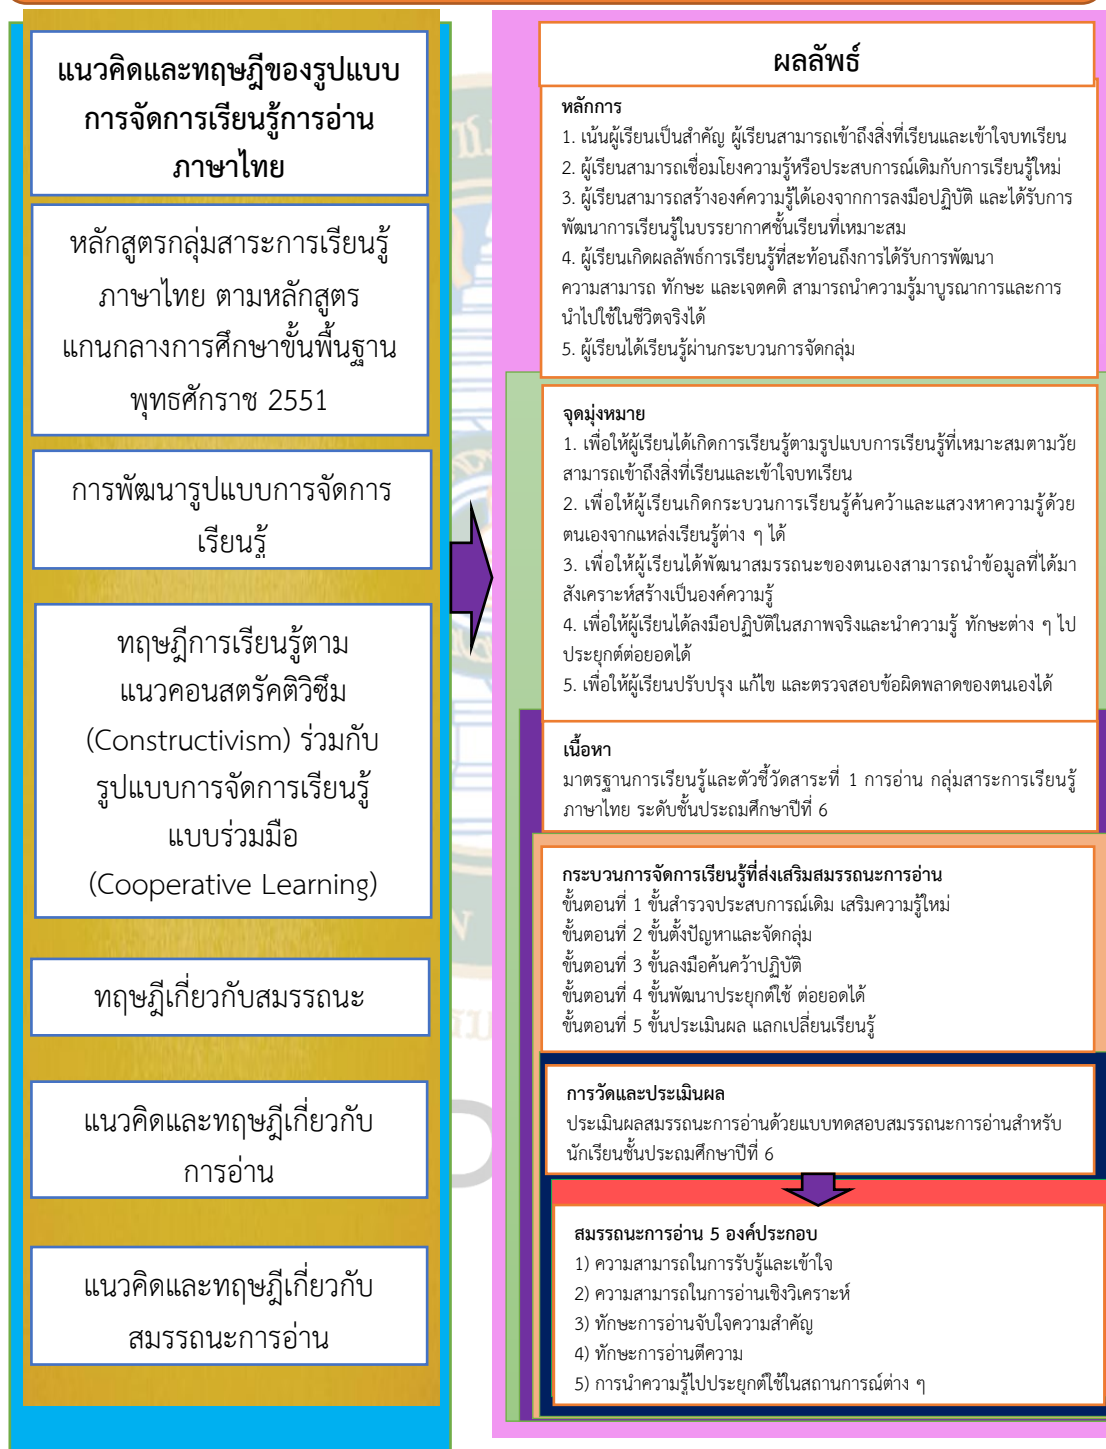 แนวคิดและทฤษฎีของรูปแบบ
การจัดการเรียนรู้การอ่าน
ภาษาไทย
หลักสูตรกลุ่มสาระการเรียนรู้
ภาษาไทย ตามหลักสูตร
แกนกลางการศึกษาขั้นพื้นฐาน
พุทธศักราช 2551
การพัฒนารูปแบบการจัดการ
เรียนรู้
ทฤษฎีการเรียนรู้ตาม
แนวคอนสตรัคติวิซึม
(Constructivism) ร่วมกับ
รูปแบบการจัดการเรียนรู้
แบบร่วมมือ
(Cooperative Learning)
ทฤษฎีเกี่ยวกับสมรรถนะ
แนวคิดและทฤษฎีเกี่ยวกับ
การอ่าน
แนวคิดและทฤษฎีเกี่ยวกับ
สมรรถนะการอ่าน
ผลลัพธ์
หลักการ
1. เน้นผู้เรียนเป็นสำคัญ ผู้เรียนสามารถเข้าถึงสิ่งที่เรียนและเข้าใจบทเรียน
2. ผู้เรียนสามารถเชื่อมโยงความรู้หรือประสบการณ์เดิมกับการเรียนรู้ใหม่
3. ผู้เรียนสามารถสร้างองค์ความรู้ได้เองจากการลงมือปฏิบัติ และได้รับการ
พัฒนาการเรียนรู้ในบรรยากาศชั้นเรียนที่เหมาะสม
4. ผู้เรียนเกิดผลลัพธ์การเรียนรู้ที่สะท้อนถึงการได้รับการพัฒนา
ความสามารถ ทักษะ และเจตคติ สามารถนำความรู้มาบูรณาการและการ
นำไปใช้ในชีวิตจริงได้
5. ผู้เรียนได้เรียนรู้ผ่านกระบวนการจัดกลุ่ม
จุดมุ่งหมาย
1. เพื่อให้ผู้เรียนได้เกิดการเรียนรู้ตามรูปแบบการเรียนรู้ที่เหมาะสมตามวัย
สามารถเข้าถึงสิ่งที่เรียนและเข้าใจบทเรียน
2. เพื่อให้ผู้เรียนเกิดกระบวนการเรียนรู้ค้นคว้าและแสวงหาความรู้ด้วย
ตนเองจากแหล่งเรียนรู้ต่าง ๆ ได้
3. เพื่อให้ผู้เรียนได้พัฒนาสมรรถนะของตนเองสามารถนำข้อมูลที่ได้มา
สังเคราะห์สร้างเป็นองค์ความรู้
4. เพื่อให้ผู้เรียนได้ลงมือปฏิบัติในสภาพจริงและนำความรู้ ทักษะต่าง ๆ ไป
ประยุกต์ต่อยอดได้
5. เพื่อให้ผู้เรียนปรับปรุง แก้ไข และตรวจสอบข้อผิดพลาดของตนเองได้
เนื้อหา
มาตรฐานการเรียนรู้และตัวชี้วัดสาระที่ 1 การอ่าน กลุ่มสาระการเรียนรู้
ภาษาไทย ระดับชั้นประถมศึกษาปีที่ 6
กระบวนการจัดการเรียนรู้ที่ส่งเสริมสมรรถนะการอ่าน
ขั้นตอนที่ 1 ขั้นสำรวจประสบการณ์เดิม เสริมความรู้ใหม่
ขั้นตอนที่ 2 ขั้นตั้งปัญหาและจัดกลุ่ม
ขั้นตอนที่ 3 ขั้นลงมือค้นคว้าปฏิบัติ
ขั้นตอนที่ 4 ขั้นพัฒนาประยุกต์ใช้ ต่อยอดได้
ขั้นตอนที่ 5 ขั้นประเมินผล แลกเปลี่ยนเรียนรู้
การวัดและประเมินผล
ประเมินผลสมรรถนะการอ่านด้วยแบบทดสอบสมรรถนะการอ่านสำหรับ
นักเรียนชั้นประถมศึกษาปีที่ 6
สมรรถนะการอ่าน 5 องค์ประกอบ
1) ความสามารถในการรับรู้และเข้าใจ
2) ความสามารถในการอ่านเชิงวิเคราะห์
3) ทักษะการอ่านจับใจความสำคัญ
4) ทักษะการอ่านตีความ
5) การนำความรู้ไปประยุกต์ใช้ในสถานการณ์ต่าง ๆ